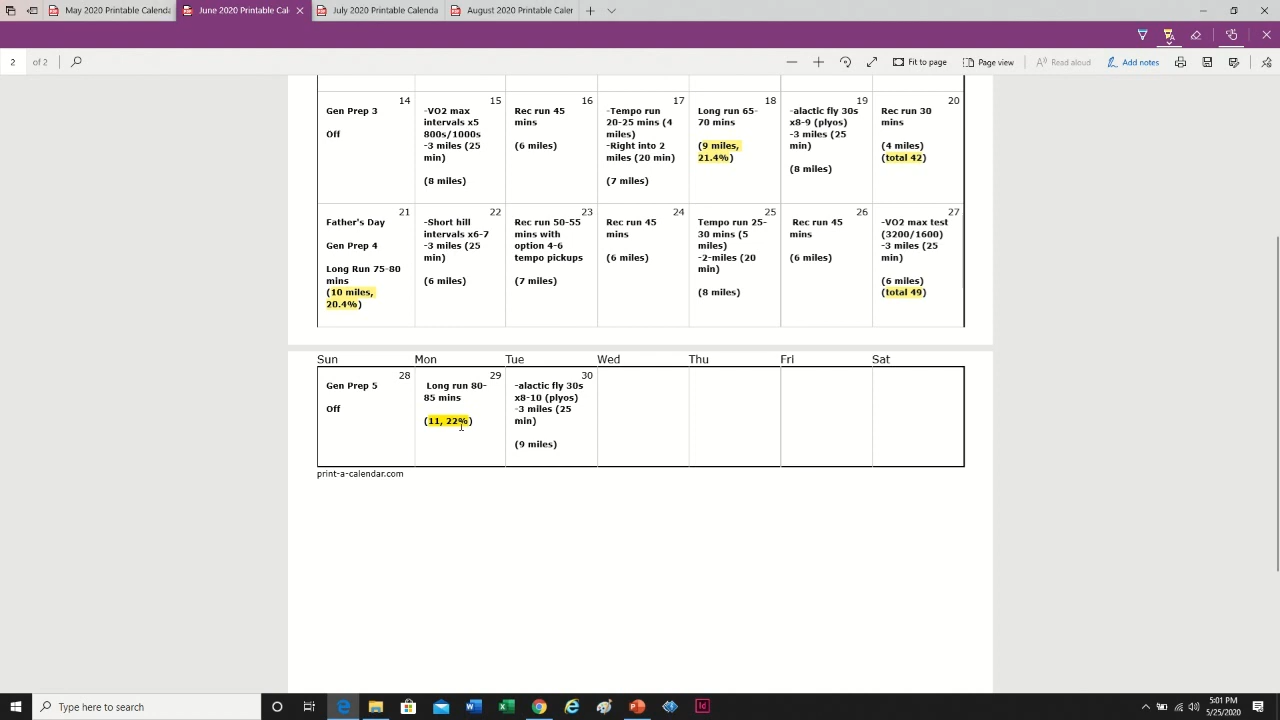 May 2020 Printable Calenda
June 2020 Printable Cal
July 2020 Printable Calenda
August 2020 Printable Caler
2 of 2
Fit to page
Page view
Read aloud
Add notes
14
Gen Prep 3
Off
15
-VO2 max
intervals x5
800s/1000s
-3 miles (25
min)
(8 miles)
16
Rec run 45
mins
(6 miles)
17
-Tempo run
20-25 mins (4
miles)
-Right into 2
miles (20 min)
(7 miles)
18
Long run 65-
70 mins
(9 miles,
21.4%)
19
-alactic fly 30s
x8-9 (plyos)
-3 miles (25
min)
(8 miles)
20
Rec run 30
mins
(4 miles)
(total 42)
21
Father's Day
Gen Prep 4
Long Run 75-80
mins
(10 miles,
20.4%)
22
-Short hill
intervals x6-7
-3 miles (25
min)
(6 miles)
23
Rec run 50-55
mins with
option 4-6
tempo pickups
(7 miles)
24
Rec run 45
mins
(6 miles)
25
Tempo run 25-
30 mins (5
miles)
-2-miles (20
min)
(8 miles)
26
Rec run 45
mins
(6 miles)
27
-VO2 max test
(3200/1600)
-3 miles (25
min)
(6 miles)
(total 49)
Sun Mon Tue Wed Thu Fri Sat
28
Gen Prep 5
Off
29
Long run 80-
85 mins
(11, 22%)
30
-alactic fly 30s
x8-10 (plyos)
-3 miles (25
min)
(9 miles)
print-a-calendar.com
Type here to search
5:01 PM
5/25/2020